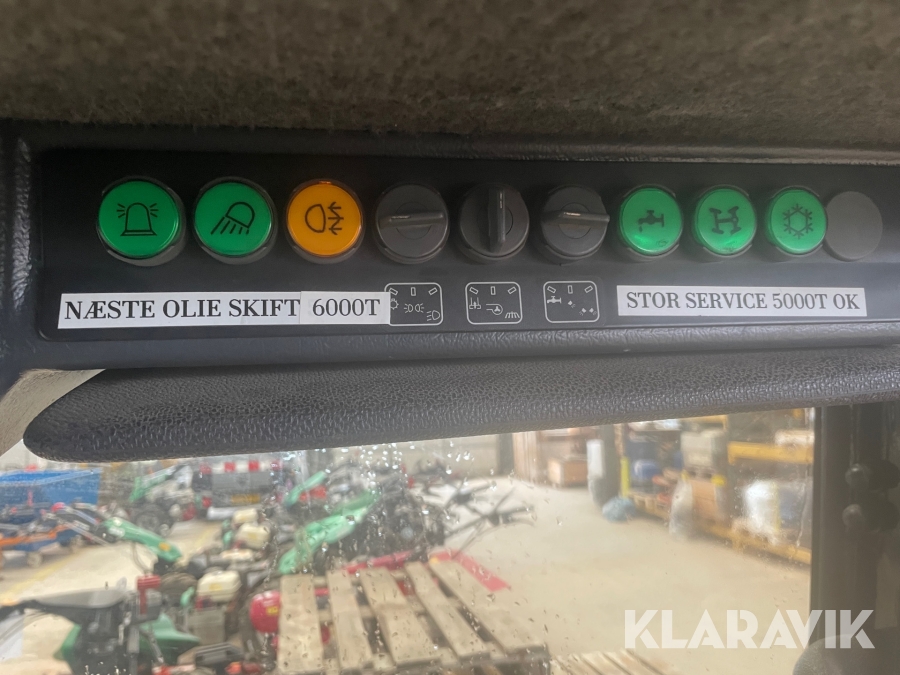 NÆSTE OLIE SKIFT 6000T
STOR SERVICE 5000T OK
KLARAVIK